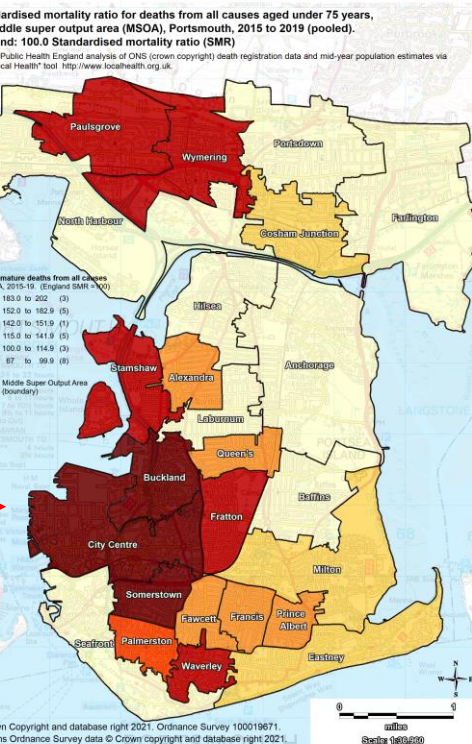 dardised mortality ratio for deaths from all causes aged under 75 years,
ddle super output area (MSOA), Portsmouth, 2015 to 2019 (pooled).
nd: 100.0 Standardised mortality ratio (SMR)
Public Health England analysis of ONS (crown copyright) death registration data and mid-year population estimates via
cal Health" tool http://www.localhealth.org.uk.
Paulsgrove
Wymering
Portsdown
North Harbour
Cosham Junction
Farlington
mature deaths from all causes
A, 2015-19. (England SMR =100)
183.0 to 202 (3)
152.0 to 182.9 (5)
142.0 to 151.9 (1)
115.0 to 141.9 (5)
100.0 to 114.9 (3)
67 to 99.9 (8)
Middle Super Output Area
(boundary)
Hilsea
Anchorage
Stamshaw
Alexandra
Laburnum
Queen's
Buckland
Baffins
Fratton
City Centre
Milton
Somerstown
Fawcett
Francis
Prince
Albert
Seafront
Palmerston
Eastney
Waverley
N
W
E
S
0
1
miles
Scale: 1:36,960
wn Copyright and database right 2021. Ordnance Survey 100019671.
ns Ordnance Survey data © Crown copyright and database right 2021.